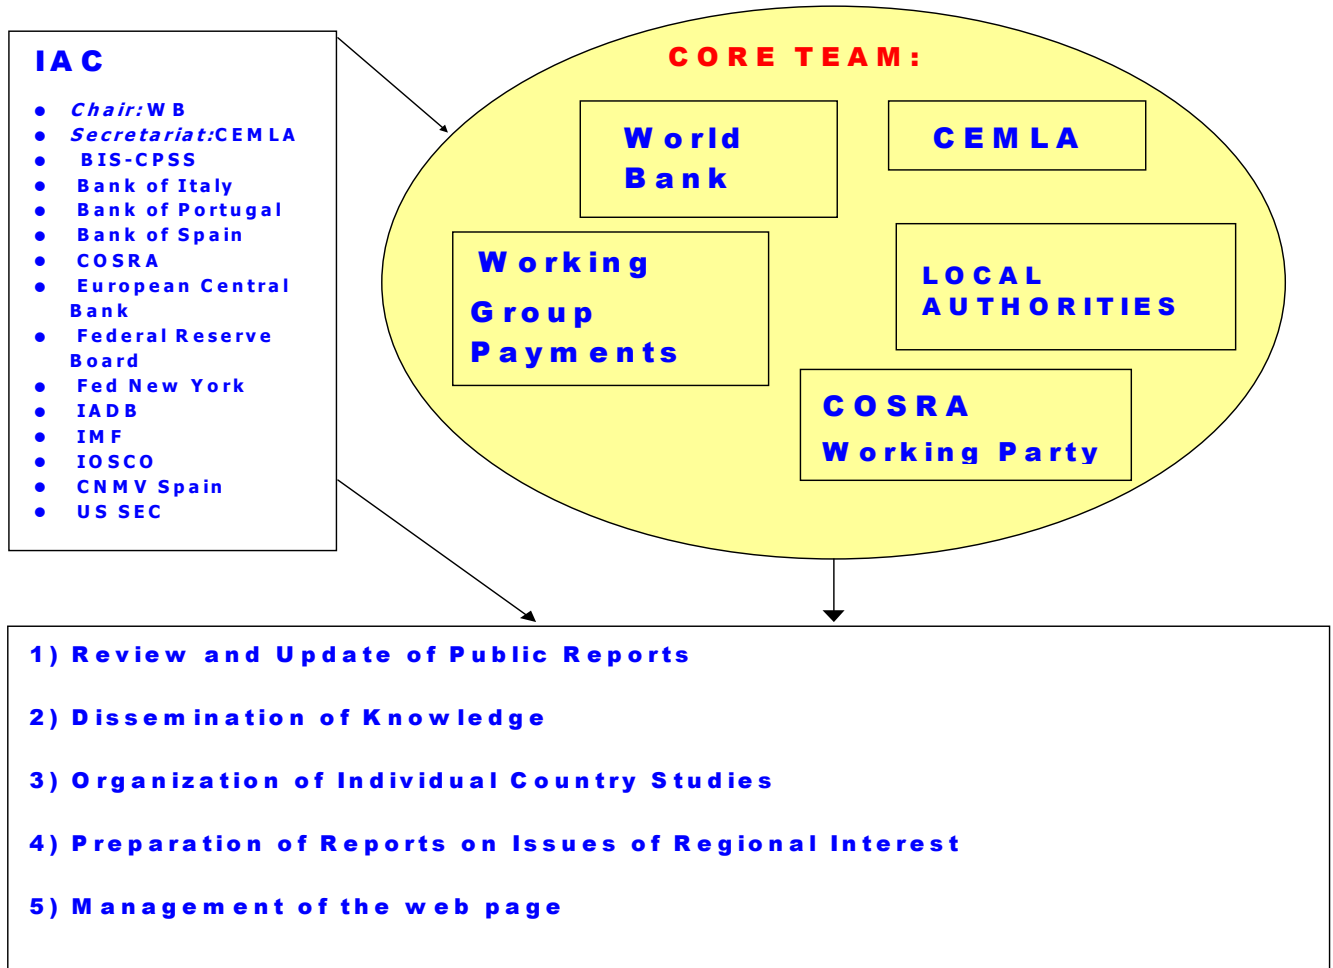 IAC
● Chair: WB
● Secretariat:CEMLA
● BIS-CPSS
● Bank of Italy
● Bank of Portugal
● Bank of Spain
● COSRA
● European Central
Bank
● Federal Reserve
Board
● Fed New York
● IADB
● IMF
● IOSCO
● CNMV Spain
● US SEC
CORE TEAM:
World
Bank
CEMLA
Working
Group
Payments
LOCAL
AUTHORITIES
COSRA
Working Party
1) Review and Update of Public Reports
2) Dissemination of Knowledge
3) Organization of Individual Country Studies
4) Preparation of Reports on Issues of Regional Interest
5) Management of the web page